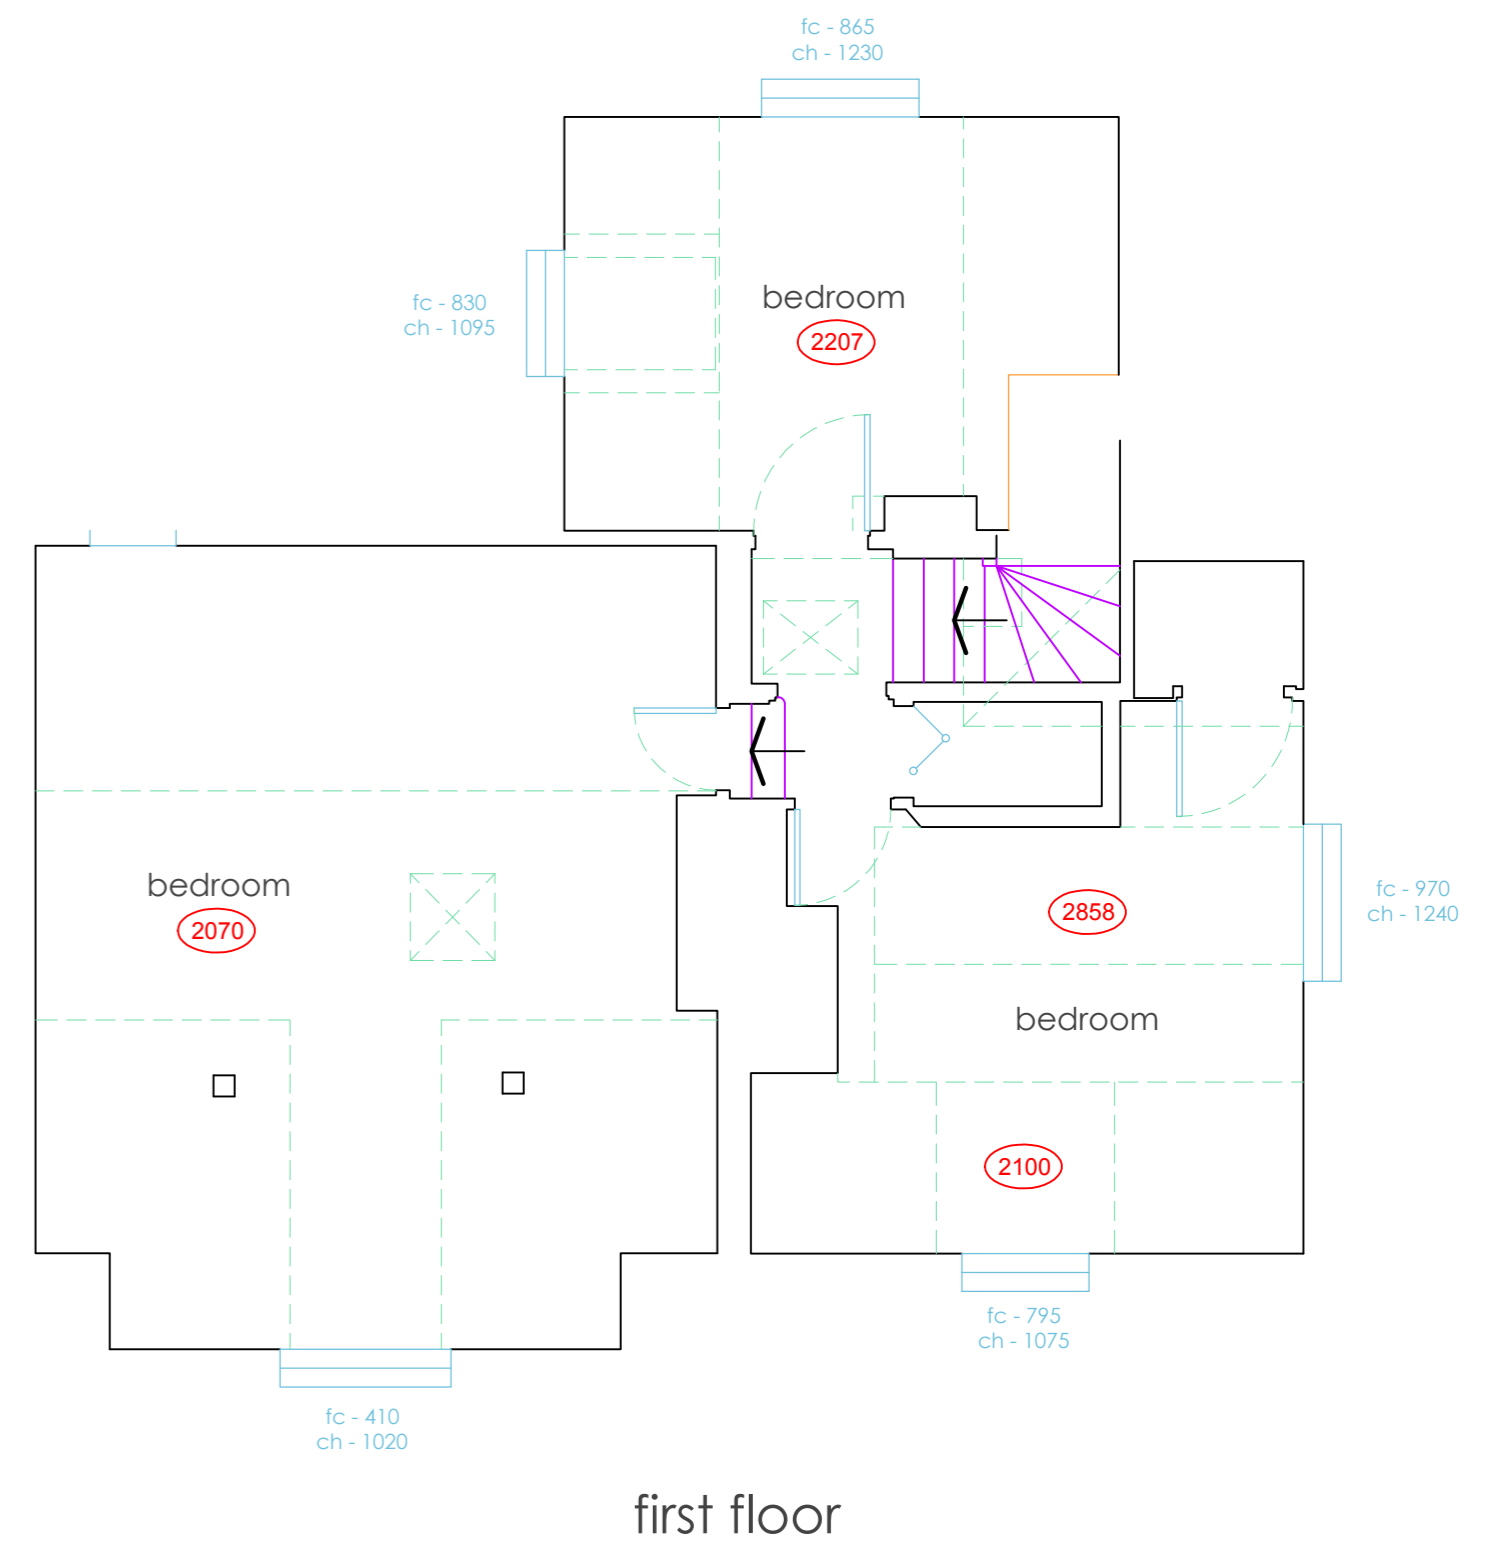 fc - 865
ch - 1230
fc - 830
ch - 1095
bedroom
2207
bedroom
2070
2858
fc - 970
ch - 1240
bedroom
2100
fc - 795
ch - 1075
fc - 410
ch - 1020
first floor